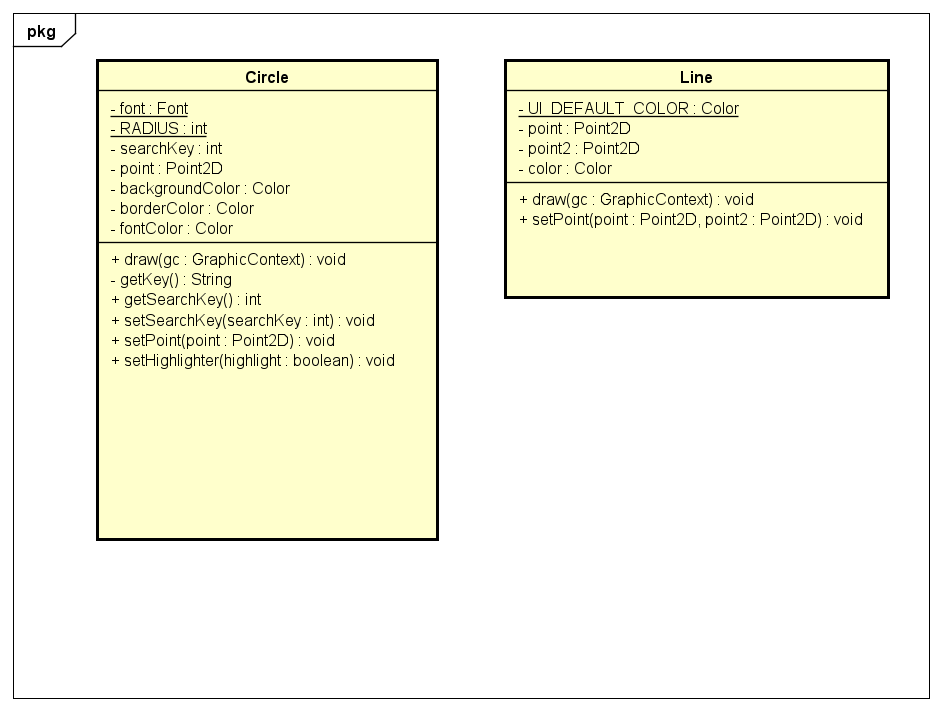 pkg
Circle
- font : Font
- RADIUS : int
- searchKey : int
- point : Point2D
- backgroundColor : Color
- borderColor : Color
- fontColor : Color
+ draw(gc : GraphicContext) : void
- getKey() : String
+ getSearchKey() : int
+ setSearchKey(searchKey : int) : void
+ setPoint(point : Point2D) : void
+ setHighlighter(highlight : boolean) : void
Line
- UI_DEFAULT_COLOR : Color
- point : Point2D
- point2 : Point2D
- color : Color
+ draw(gc : GraphicContext) : void
+ setPoint(point : Point2D, point2 : Point2D) : void